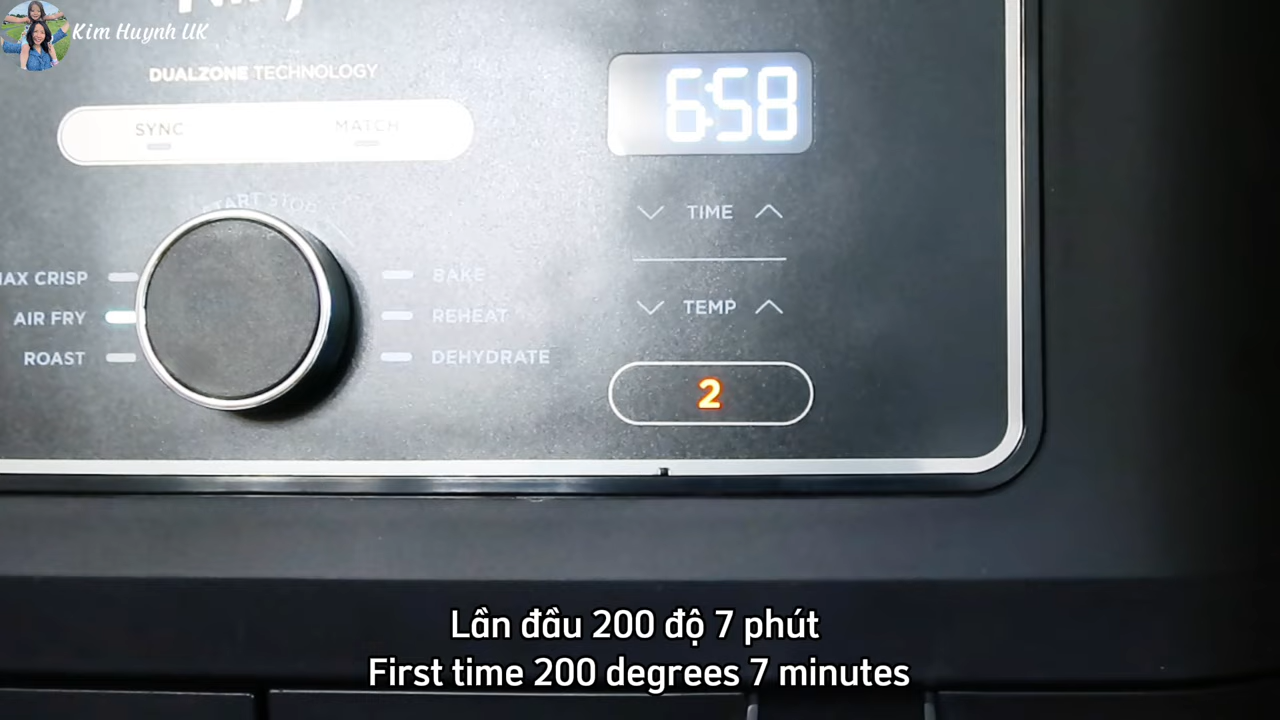 Kim Huynh UK
DUALZONE TECHNOLOGY
SYNC MATCH
6:58
START STOP
TIME
MAX CRISP
BAKE
AIR FRY
REHEAT
TEMP
ROAST
DEHYDRATE
2
Lần đầu 200 độ 7 phút
First time 200 degrees 7 minutes